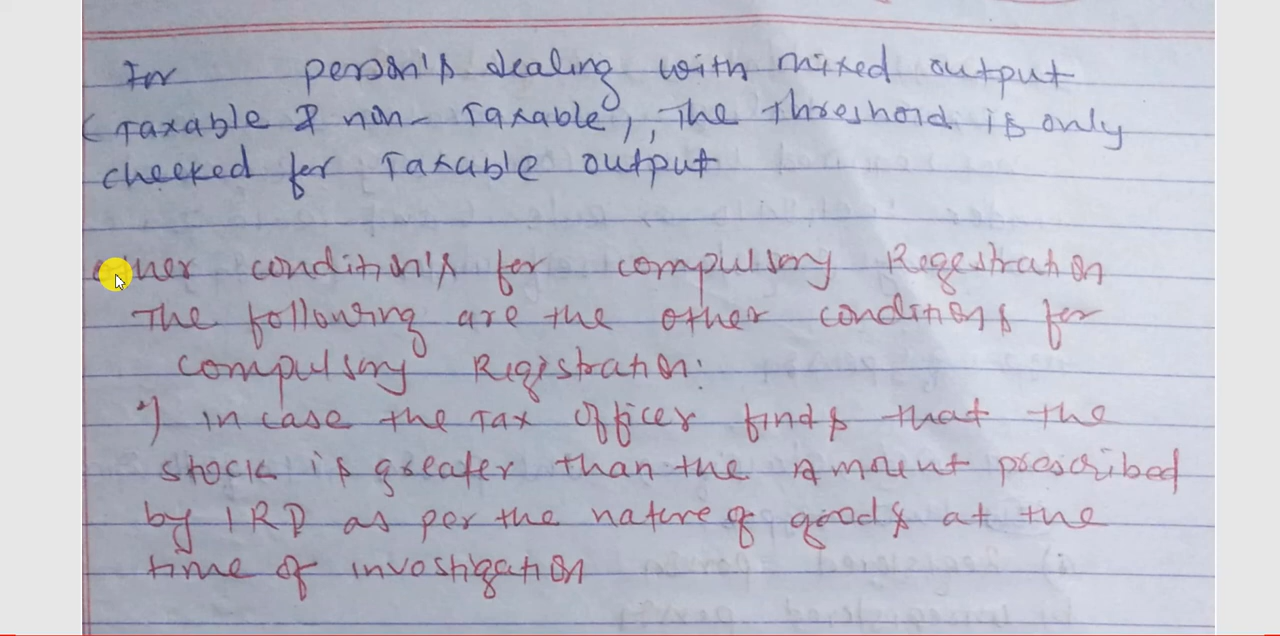 For person's dealing with mixed output
(Taxable & non-Taxable), The Threshold is only
checked for Taxable output
Other condition's for compulsory Regestration
The following are the other conditions for
compulsory Registration:
1) in case the Tax Officer finds that the
stock is greater than the Amount prescribed
by IRD as per the nature of goods at the
time of investigation